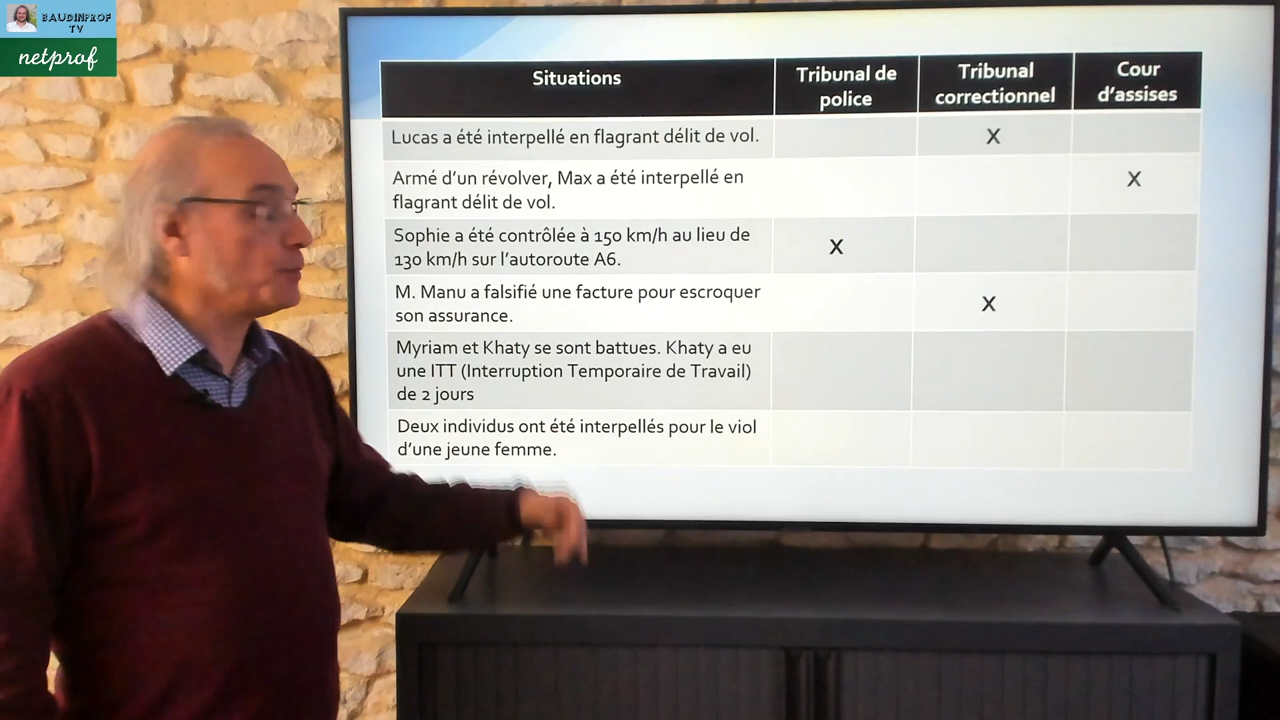 BAUDINPROF
TV
netprof
Situations
Tribunal de
police
Tribunal
correctionnel
Cour
d'assises
Lucas a été interpellé en flagrant délit de vol.
X
Armé d'un révolver, Max a été interpellé en
flagrant délit de vol.
X
Sophie a été contrôlée à 150 km/h au lieu de
130 km/h sur l'autoroute A6.
X
M. Manu a falsifié une facture pour escroquer
son assurance.
X
Myriam et Khaty se sont battues. Khaty a eu
une ITT (Interruption Temporaire de Travail)
de 2 jours
Deux individus ont été interpellés pour le viol
d'une jeune femme.